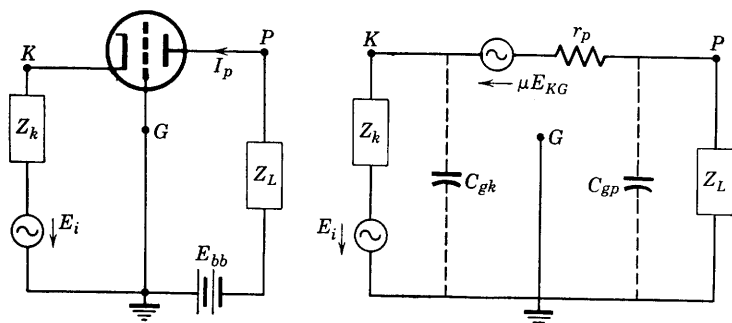 K
P
I_p
Z_k
G
Z_L
E_i
E_bb
K
r_p
P
μE_KG
Z_k
G
C_gk
C_gp
Z_L
E_i